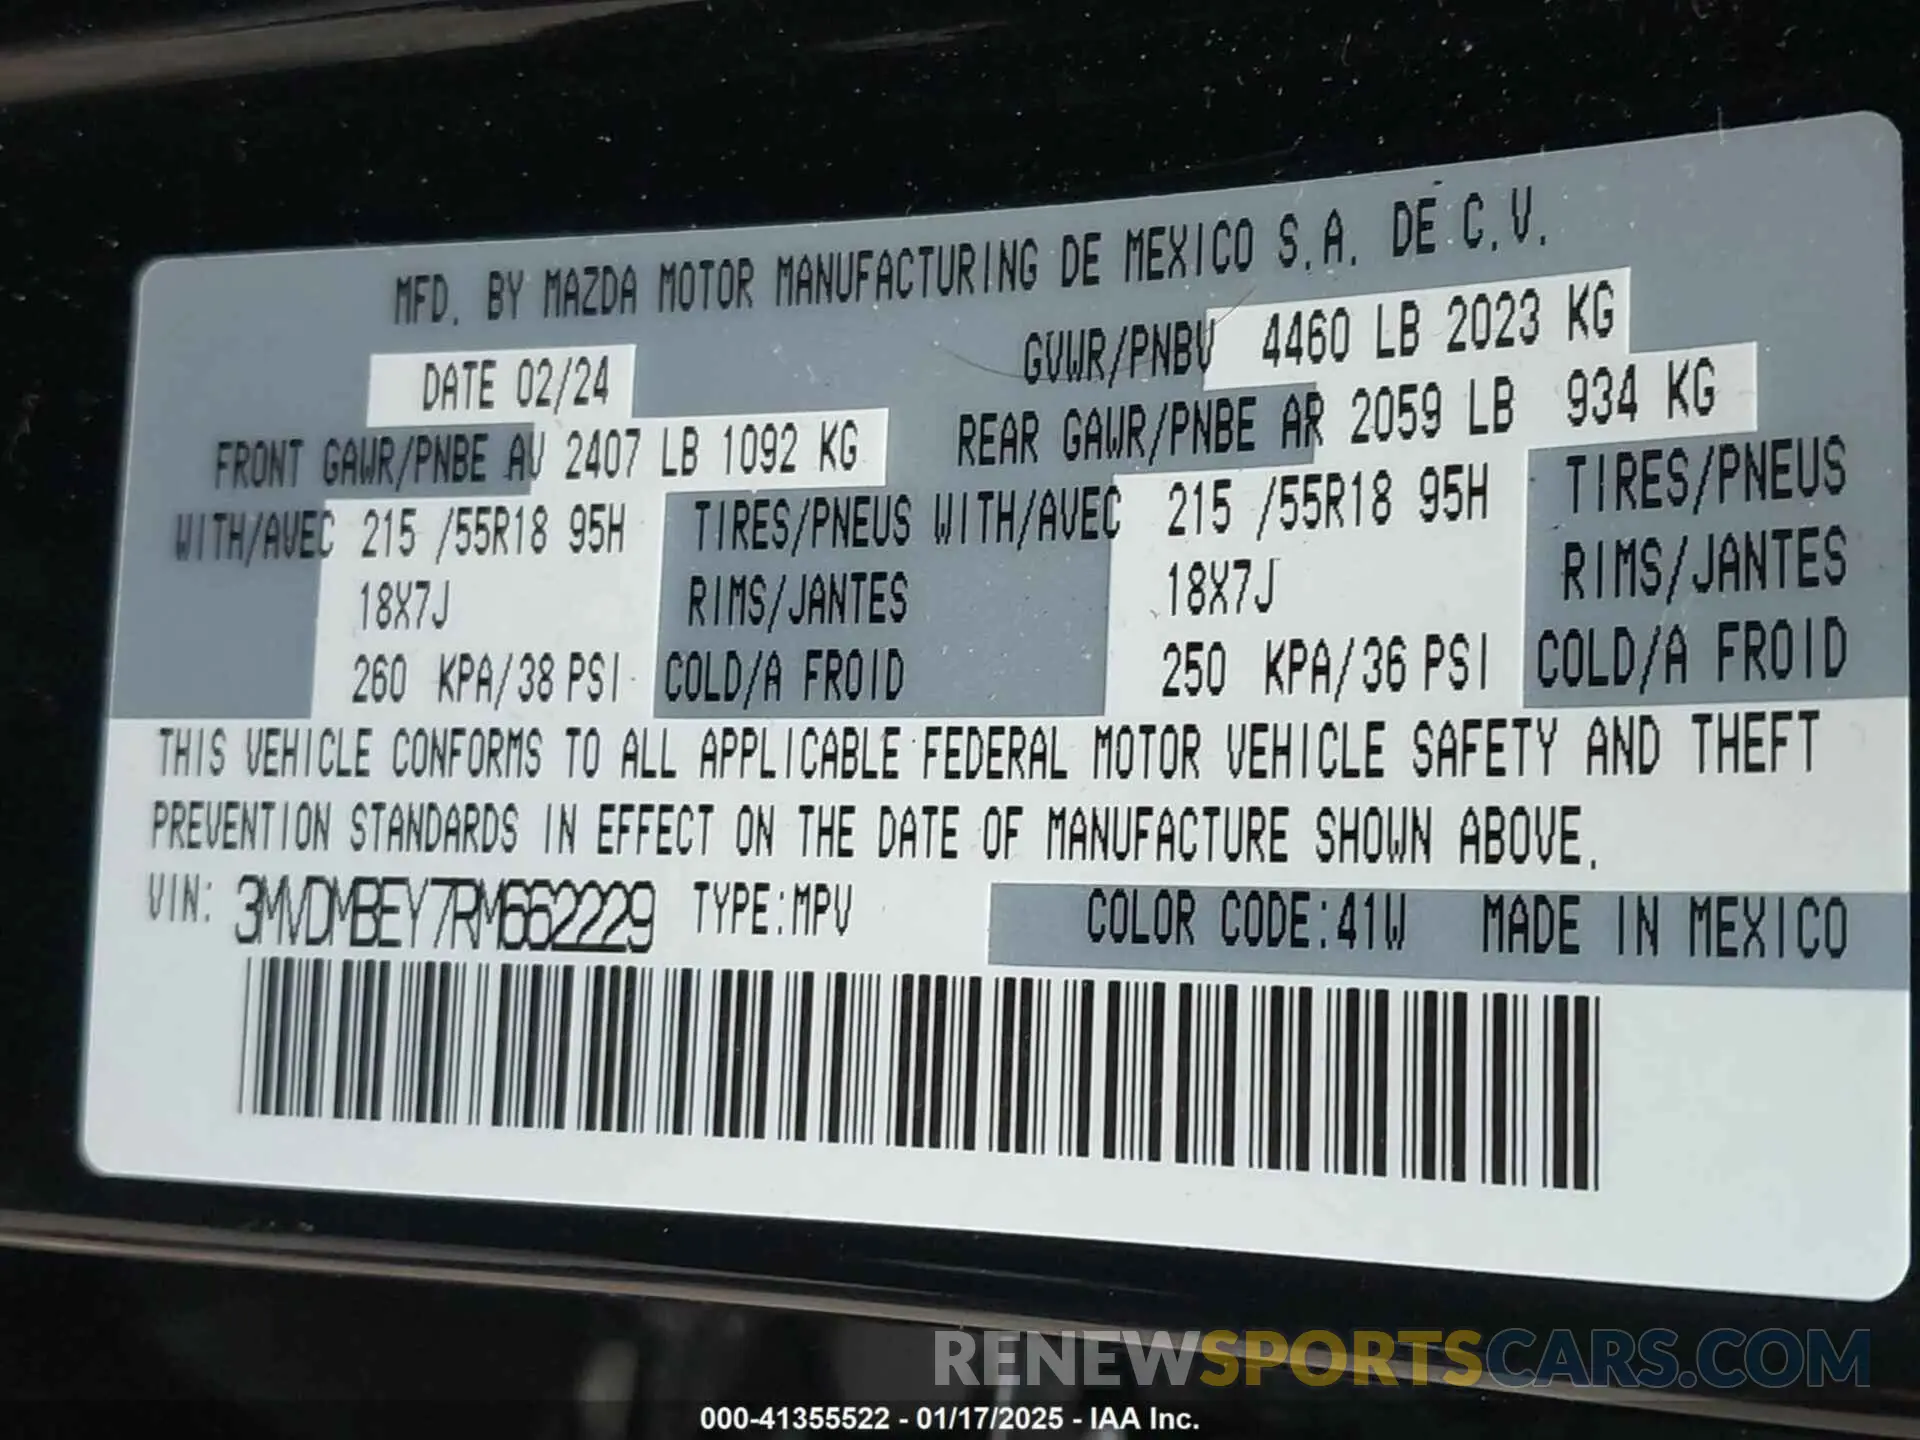 MFD. BY MAZDA MOTOR MANUFACTURING DE MEXICO S.A. DE C.V.
DATE 02/24 GVWR/PNBV 4460 LB 2023 KG
FRONT GAWR/PNBE AV 2407 LB 1092 KG REAR GAWR/PNBE AR 2059 LB 934 KG
WITH/AVEC 215 /55R18 95H TIRES/PNEUS WITH/AVEC 215 /55R18 95H TIRES/PNEUS
18X7J RIMS/JANTES 18X7J RIMS/JANTES
260 KPA/38 PSI COLD/A FROID 250 KPA/36 PSI COLD/A FROID
THIS VEHICLE CONFORMS TO ALL APPLICABLE FEDERAL MOTOR VEHICLE SAFETY AND THEFT
PREVENTION STANDARDS IN EFFECT ON THE DATE OF MANUFACTURE SHOWN ABOVE.
VIN: 3MVDMBEY7RM662229 TYPE:MPV COLOR CODE:41W MADE IN MEXICO
RENEWSPORTSCARS.COM
000-41355522 - 01/17/2025 - IAA Inc.